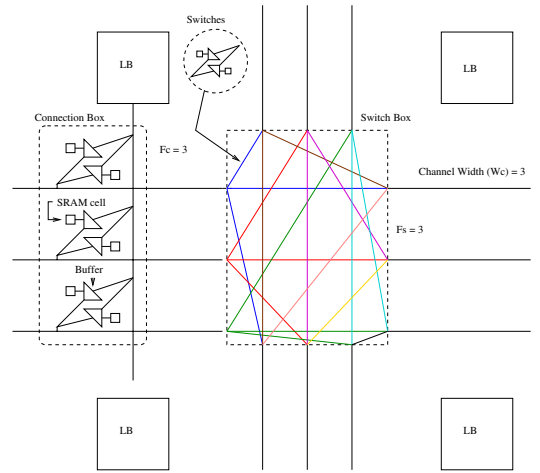 Switches
LB
LB
Connection Box
Switch Box
Fc = 3
Channel Width (Wc) = 3
SRAM cell
Fs = 3
Buffer
LB
LB